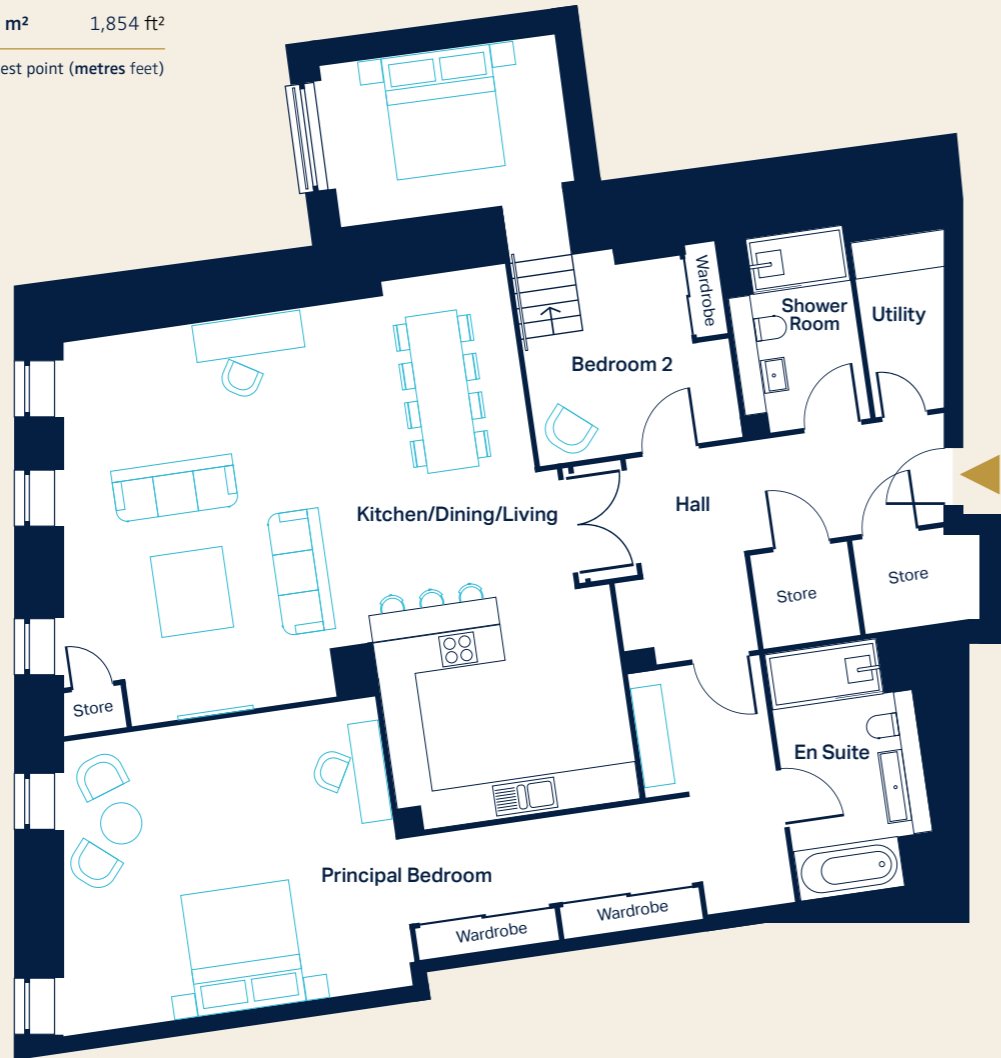 m² 1,854 ft²
est point (metres feet)
Wardrobe
Shower
Room
Utility
Bedroom 2
Kitchen/Dining/Living
Hall
Store
Store
Store
En Suite
Principal Bedroom
Wardrobe
Wardrobe